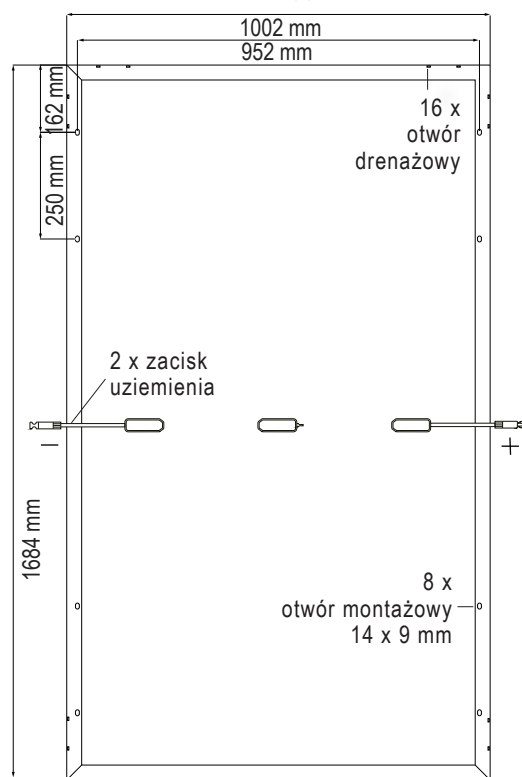 1002 mm
952 mm
162 mm
250 mm
16 x
otwór
drenażowy
2 x zacisk
uziemienia
–
+
1684 mm
8 x
otwór montażowy
14 x 9 mm